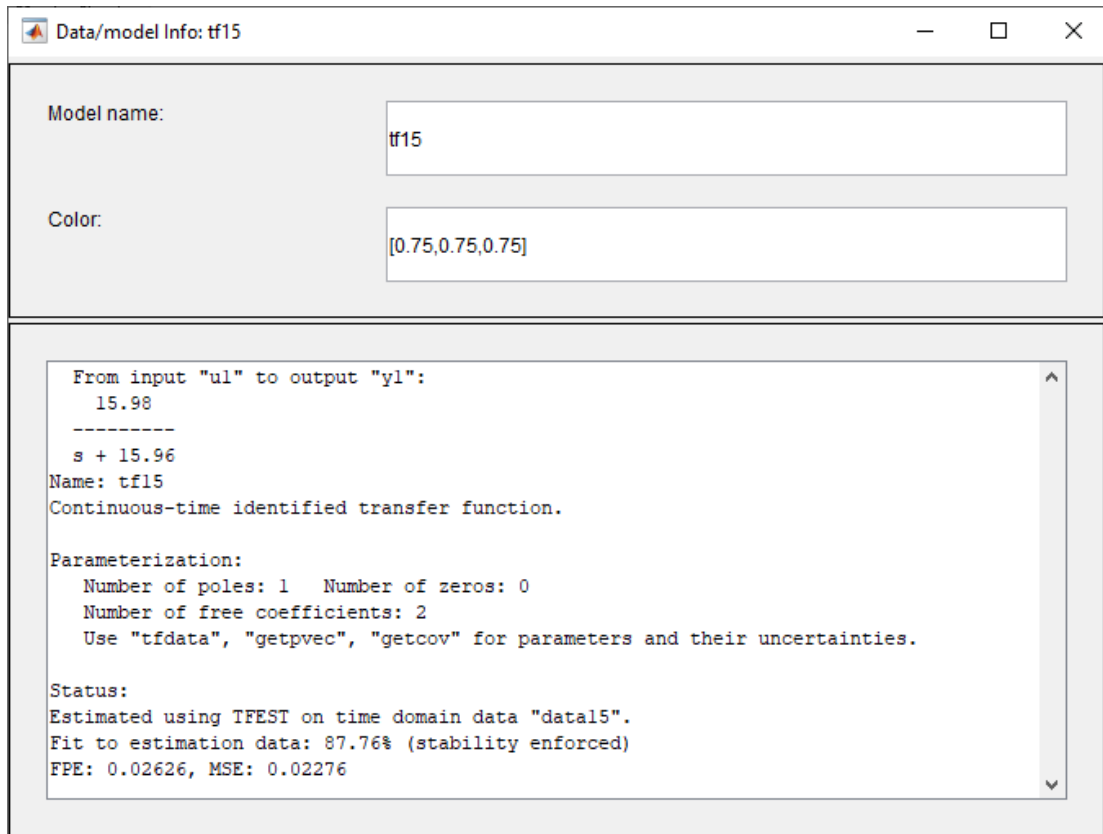 Data/model Info: tf15
Model name:
tf15
Color:
[0.75,0.75,0.75]
From input "u1" to output "y1":
15.98
---------
s + 15.96
Name: tf15
Continuous-time identified transfer function.
Parameterization:
Number of poles: 1   Number of zeros: 0
Number of free coefficients: 2
Use "tfdata", "getpvec", "getcov" for parameters and their uncertainties.
Status:
Estimated using TFEST on time domain data "data15".
Fit to estimation data: 87.76% (stability enforced)
FPE: 0.02626, MSE: 0.02276